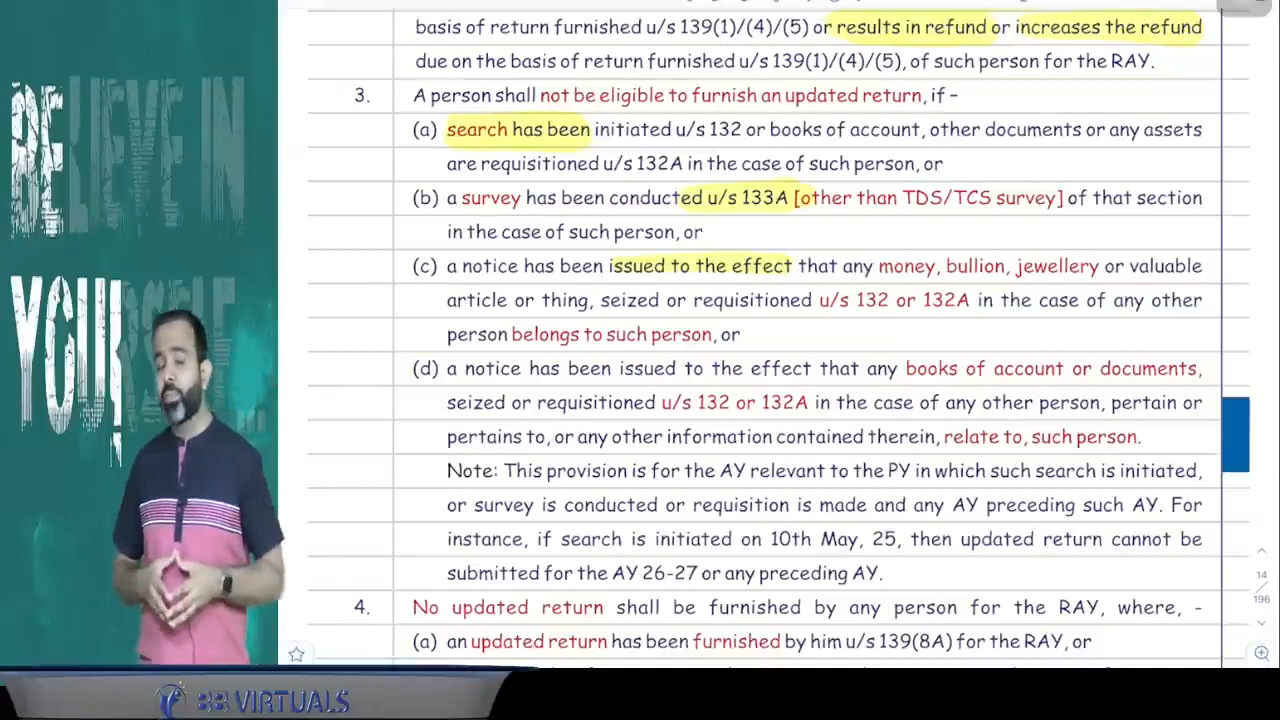 BELIEVE IN
YOURSELF
basis of return furnished u/s 139(1)/(4)/(5) or results in refund or increases the refund
due on the basis of return furnished u/s 139(1)/(4)/(5), of such person for the RAY.
3. A person shall not be eligible to furnish an updated return, if –
(a) search has been initiated u/s 132 or books of account, other documents or any assets
are requisitioned u/s 132A in the case of such person, or
(b) a survey has been conducted u/s 133A [other than TDS/TCS survey] of that section
in the case of such person, or
(c) a notice has been issued to the effect that any money, bullion, jewellery or valuable
article or thing, seized or requisitioned u/s 132 or 132A in the case of any other
person belongs to such person, or
(d) a notice has been issued to the effect that any books of account or documents,
seized or requisitioned u/s 132 or 132A in the case of any other person, pertain or
pertains to, or any other information contained therein, relate to, such person.
Note: This provision is for the AY relevant to the PY in which such search is initiated,
or survey is conducted or requisition is made and any AY preceding such AY. For
instance, if search is initiated on 10th May, 25, then updated return cannot be
submitted for the AY 26-27 or any preceding AY.
4. No updated return shall be furnished by any person for the RAY, where, -
(a) an updated return has been furnished by him u/s 139(8A) for the RAY, or
14
196
BB VIRTUALS